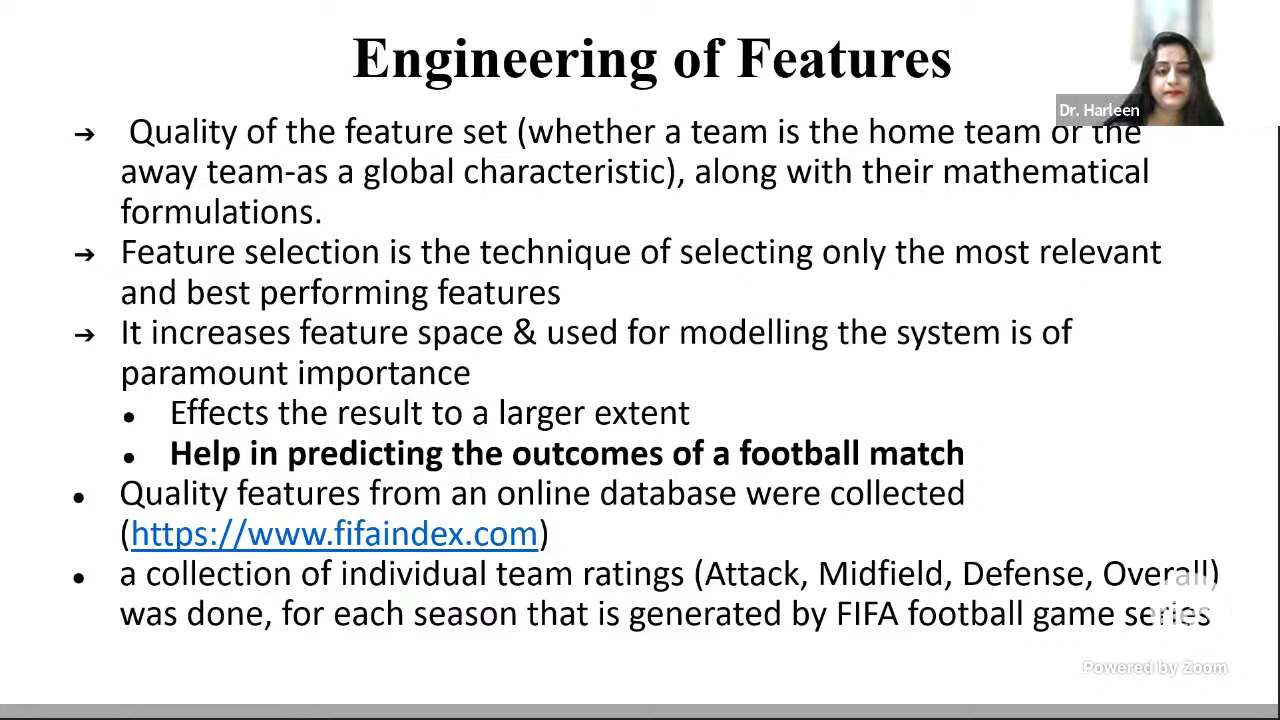 Engineering of Features
Dr. Harleen
➔ Quality of the feature set (whether a team is the home team or the
away team-as a global characteristic), along with their mathematical
formulations.
➔ Feature selection is the technique of selecting only the most relevant
and best performing features
➔ It increases feature space & used for modelling the system is of
paramount importance
● Effects the result to a larger extent
● Help in predicting the outcomes of a football match
● Quality features from an online database were collected
(https://www.fifaindex.com)
● a collection of individual team ratings (Attack, Midfield, Defense, Overall)
was done, for each season that is generated by FIFA football game series
Powered by Zoom